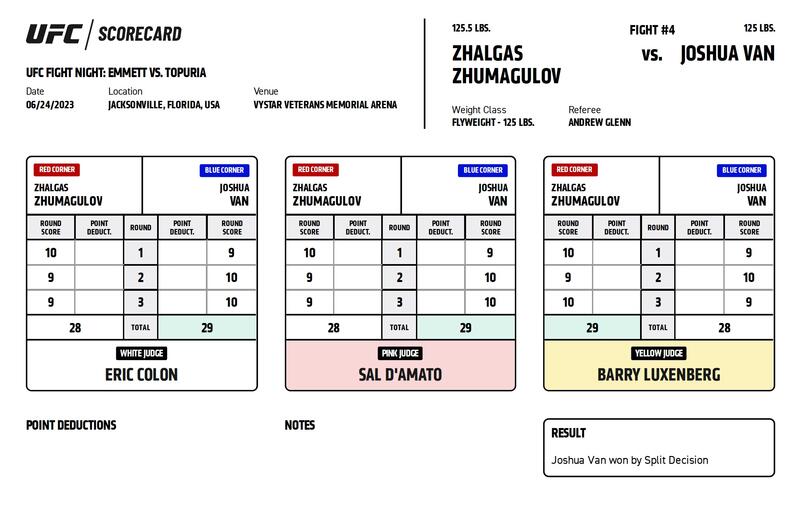 UFC / SCORECARD
UFC FIGHT NIGHT: EMMETT VS. TOPURIA
Date Location Venue
06/24/2023 JACKSONVILLE, FLORIDA, USA VYSTAR VETERANS MEMORIAL ARENA
125.5 LBS. FIGHT #4 125 LBS.
ZHALGAS ZHUMAGULOV vs. JOSHUA VAN
Weight Class Referee
FLYWEIGHT - 125 LBS. ANDREW GLENN
RED CORNER BLUE CORNER
ZHALGAS JOSHUA
ZHUMAGULOV VAN
ROUND SCORE POINT DEDUCT. ROUND POINT DEDUCT. ROUND SCORE
10 1 9
9 2 10
9 3 10
28 TOTAL 29
WHITE JUDGE
ERIC COLON
RED CORNER BLUE CORNER
ZHALGAS JOSHUA
ZHUMAGULOV VAN
ROUND SCORE POINT DEDUCT. ROUND POINT DEDUCT. ROUND SCORE
10 1 9
9 2 10
9 3 10
28 TOTAL 29
PINK JUDGE
SAL D'AMATO
RED CORNER BLUE CORNER
ZHALGAS JOSHUA
ZHUMAGULOV VAN
ROUND SCORE POINT DEDUCT. ROUND POINT DEDUCT. ROUND SCORE
10 1 9
9 2 10
10 3 9
29 TOTAL 28
YELLOW JUDGE
BARRY LUXENBERG
POINT DEDUCTIONS
NOTES
RESULT
Joshua Van won by Split Decision